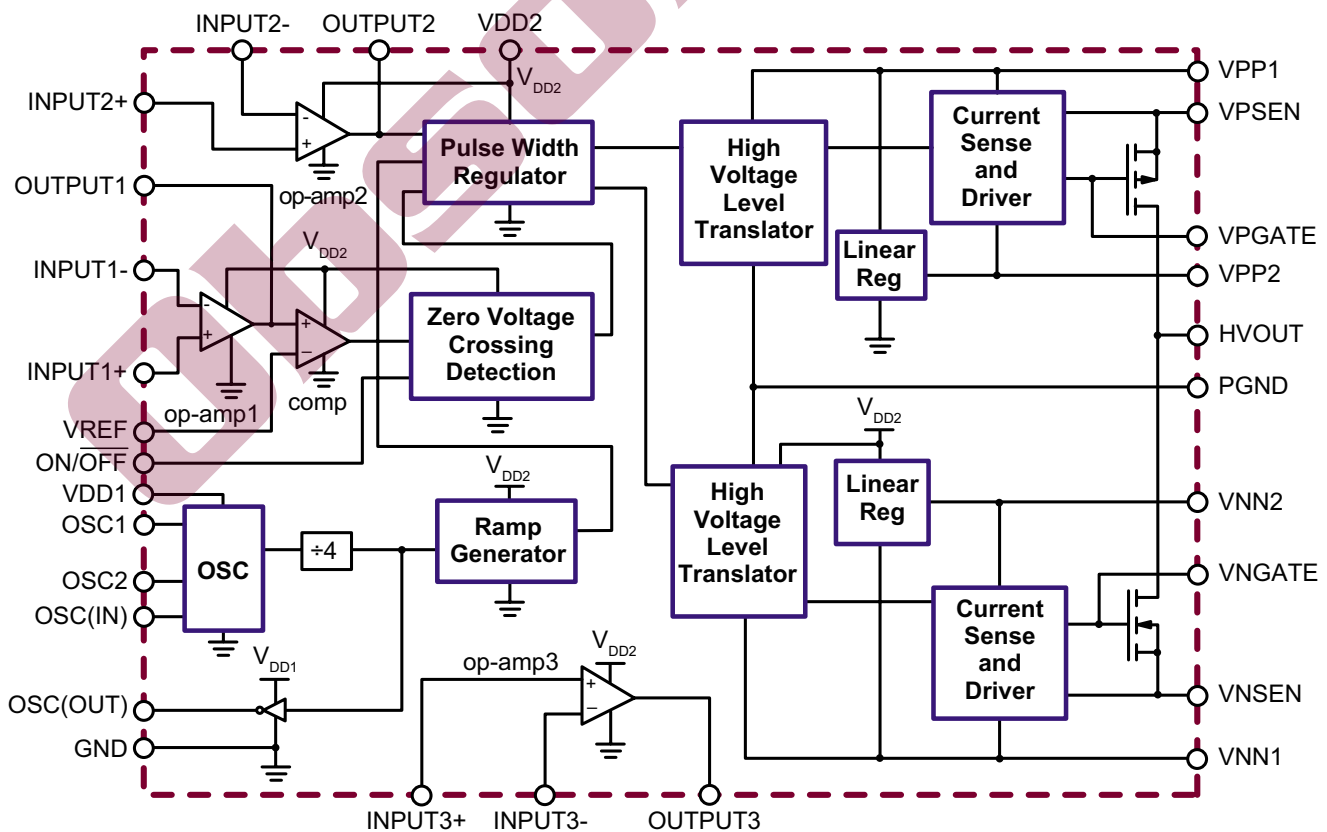 INPUT2-
OUTPUT2
VDD2
INPUT2+
OUTPUT1
INPUT1-
INPUT1+
VREF
ON/OFF
VDD1
OSC1
OSC2
OSC(IN)
OSC(OUT)
GND
VDD2
-
+
op-amp2
Pulse Width
Regulator
VDD2
-
+
op-amp1
+
−
comp
Zero Voltage
Crossing
Detection
OSC
÷4
VDD2
Ramp
Generator
VDD1
op-amp3
VDD2
+
−
INPUT3+
INPUT3-
OUTPUT3
High
Voltage
Level
Translator
Linear
Reg
Current
Sense
and
Driver
VDD2
High
Voltage
Level
Translator
Linear
Reg
Current
Sense
and
Driver
VPP1
VPSEN
VPGATE
VPP2
HVOUT
PGND
VNN2
VNGATE
VNSEN
VNN1